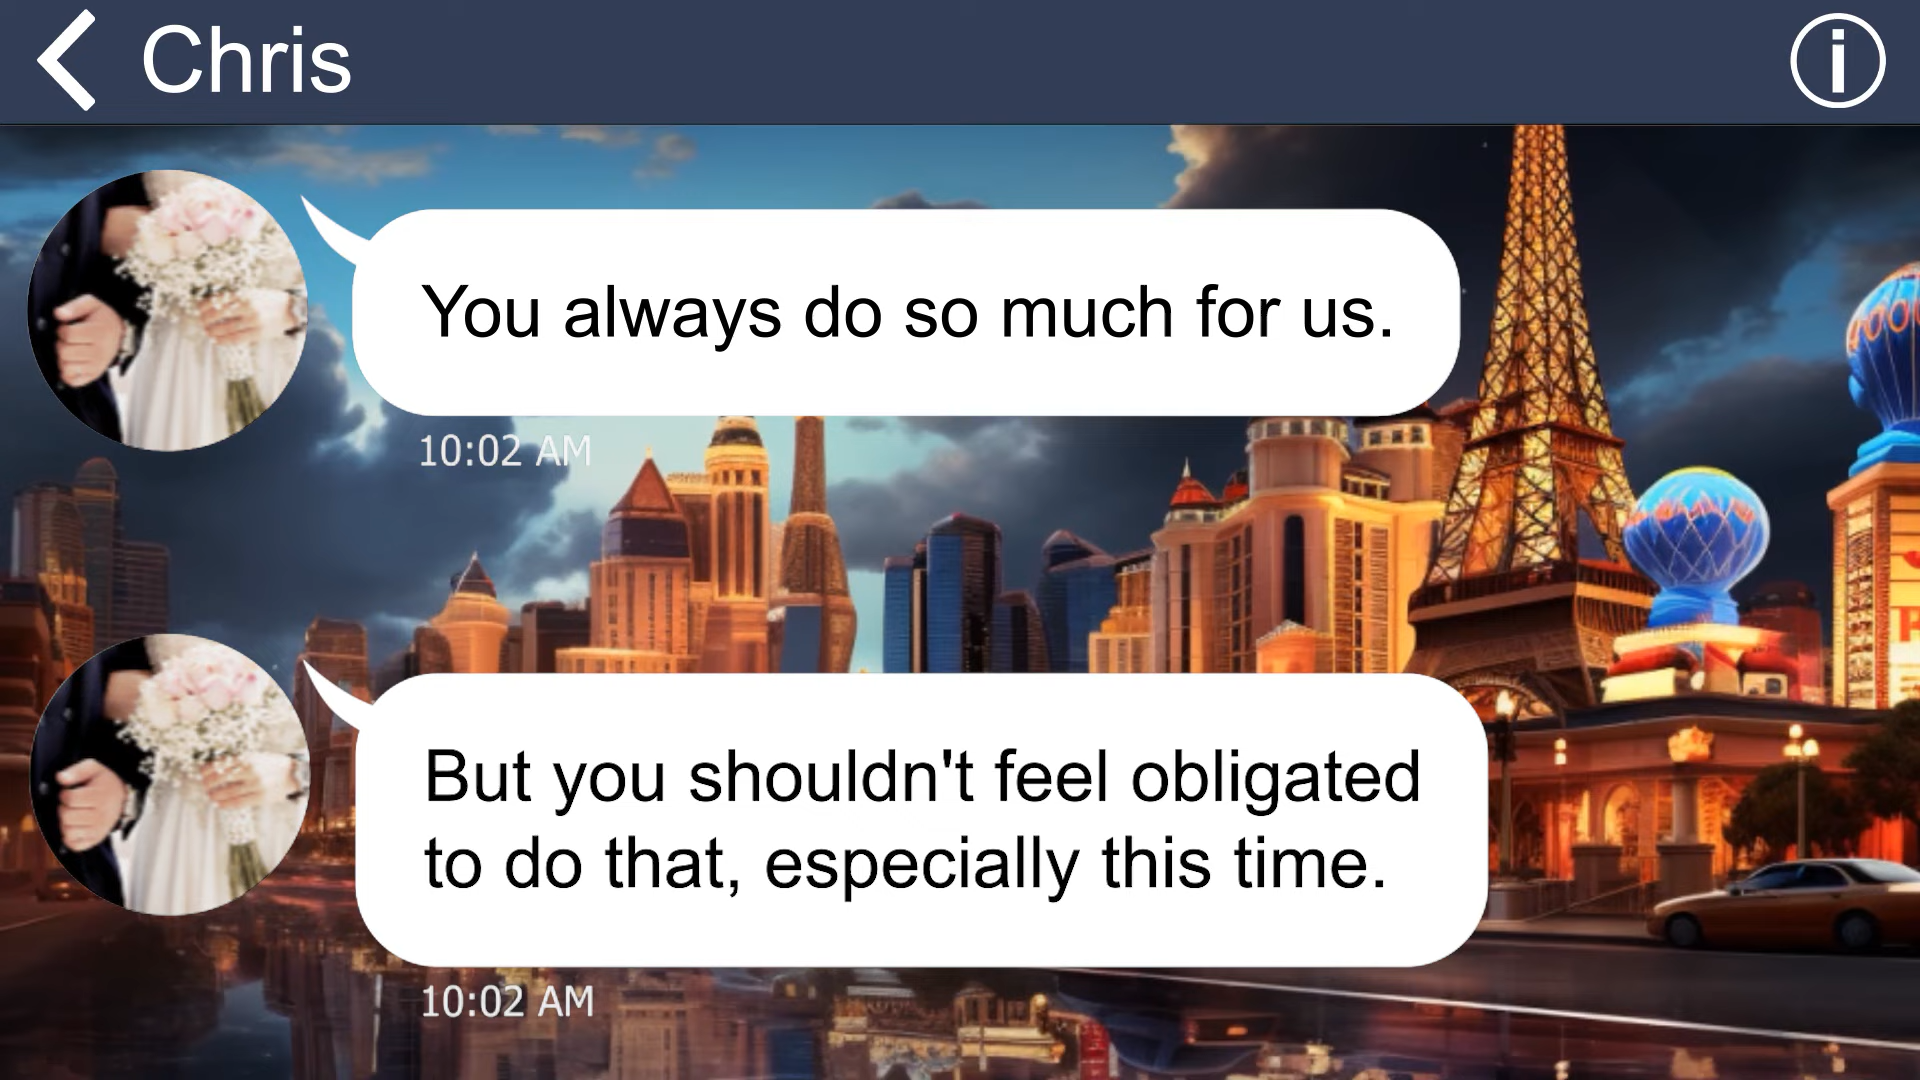 Chris
You always do so much for us.
10:02 AM
But you shouldn't feel obligated
to do that, especially this time.
10:02 AM